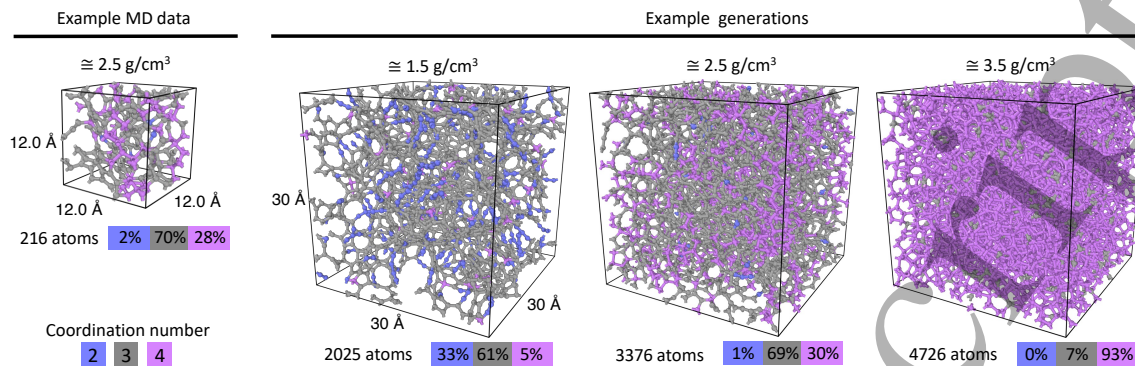 Example MD data
Example generations
≅ 2.5 g/cm³
≅ 1.5 g/cm³
≅ 2.5 g/cm³
≅ 3.5 g/cm³
12.0 Å
12.0 Å
12.0 Å
216 atoms 2% 70% 28%
30 Å
30 Å
30 Å
2025 atoms 33% 61% 5%
3376 atoms 1% 69% 30%
4726 atoms 0% 7% 93%
Coordination number
2 3 4